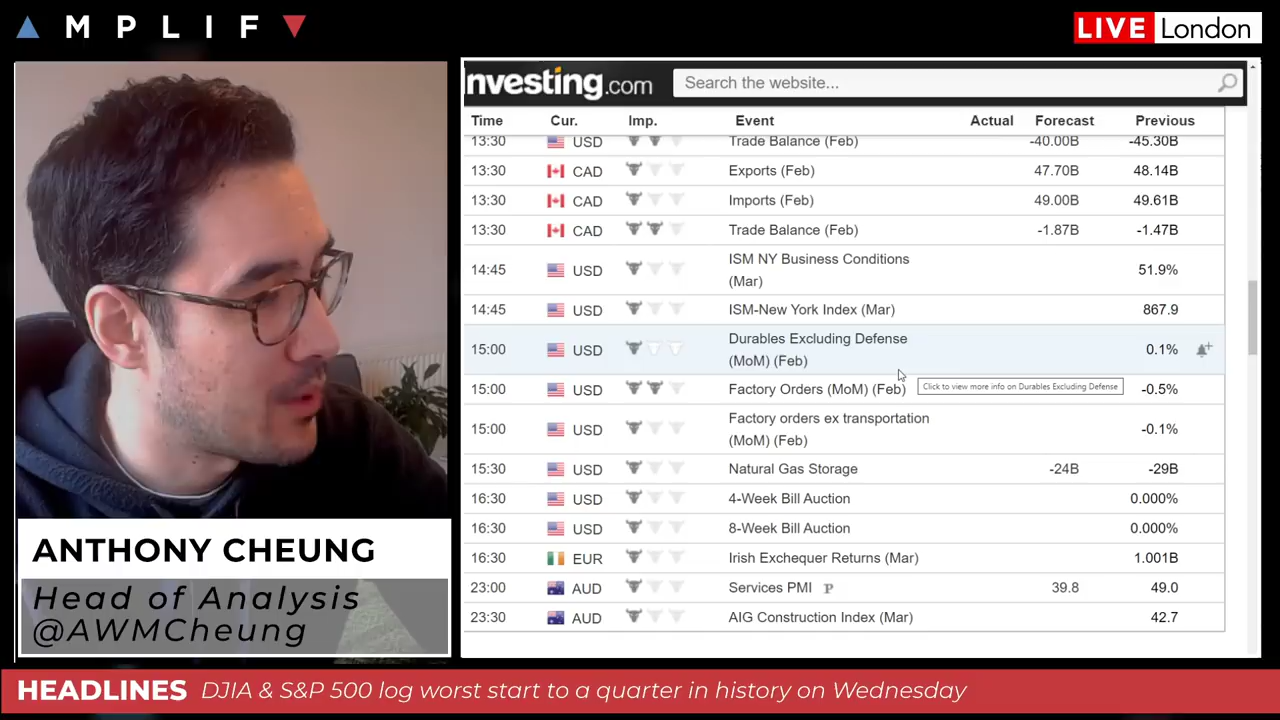 AMPLIFY
LIVE London
Investing.com
Search the website...
Time Cur. Imp. Event Actual Forecast Previous
13:30 USD Trade Balance (Feb) -40.00B -45.30B
13:30 CAD Exports (Feb) 47.70B 48.14B
13:30 CAD Imports (Feb) 49.00B 49.61B
13:30 CAD Trade Balance (Feb) -1.87B -1.47B
14:45 USD ISM NY Business Conditions
(Mar) 51.9%
14:45 USD ISM-New York Index (Mar) 867.9
15:00 USD Durables Excluding Defense
(MoM) (Feb) 0.1%
15:00 USD Factory Orders (MoM) (Feb) -0.5%
Click to view more info on Durables Excluding Defense
15:00 USD Factory orders ex transportation
(MoM) (Feb) -0.1%
15:30 USD Natural Gas Storage -24B -29B
16:30 USD 4-Week Bill Auction 0.000%
16:30 USD 8-Week Bill Auction 0.000%
16:30 EUR Irish Exchequer Returns (Mar) 1.001B
23:00 AUD Services PMI P 39.8 49.0
23:30 AUD AIG Construction Index (Mar) 42.7
ANTHONY CHEUNG
Head of Analysis
@AWMCheung
HEADLINES DJIA & S&P 500 log worst start to a quarter in history on Wednesday